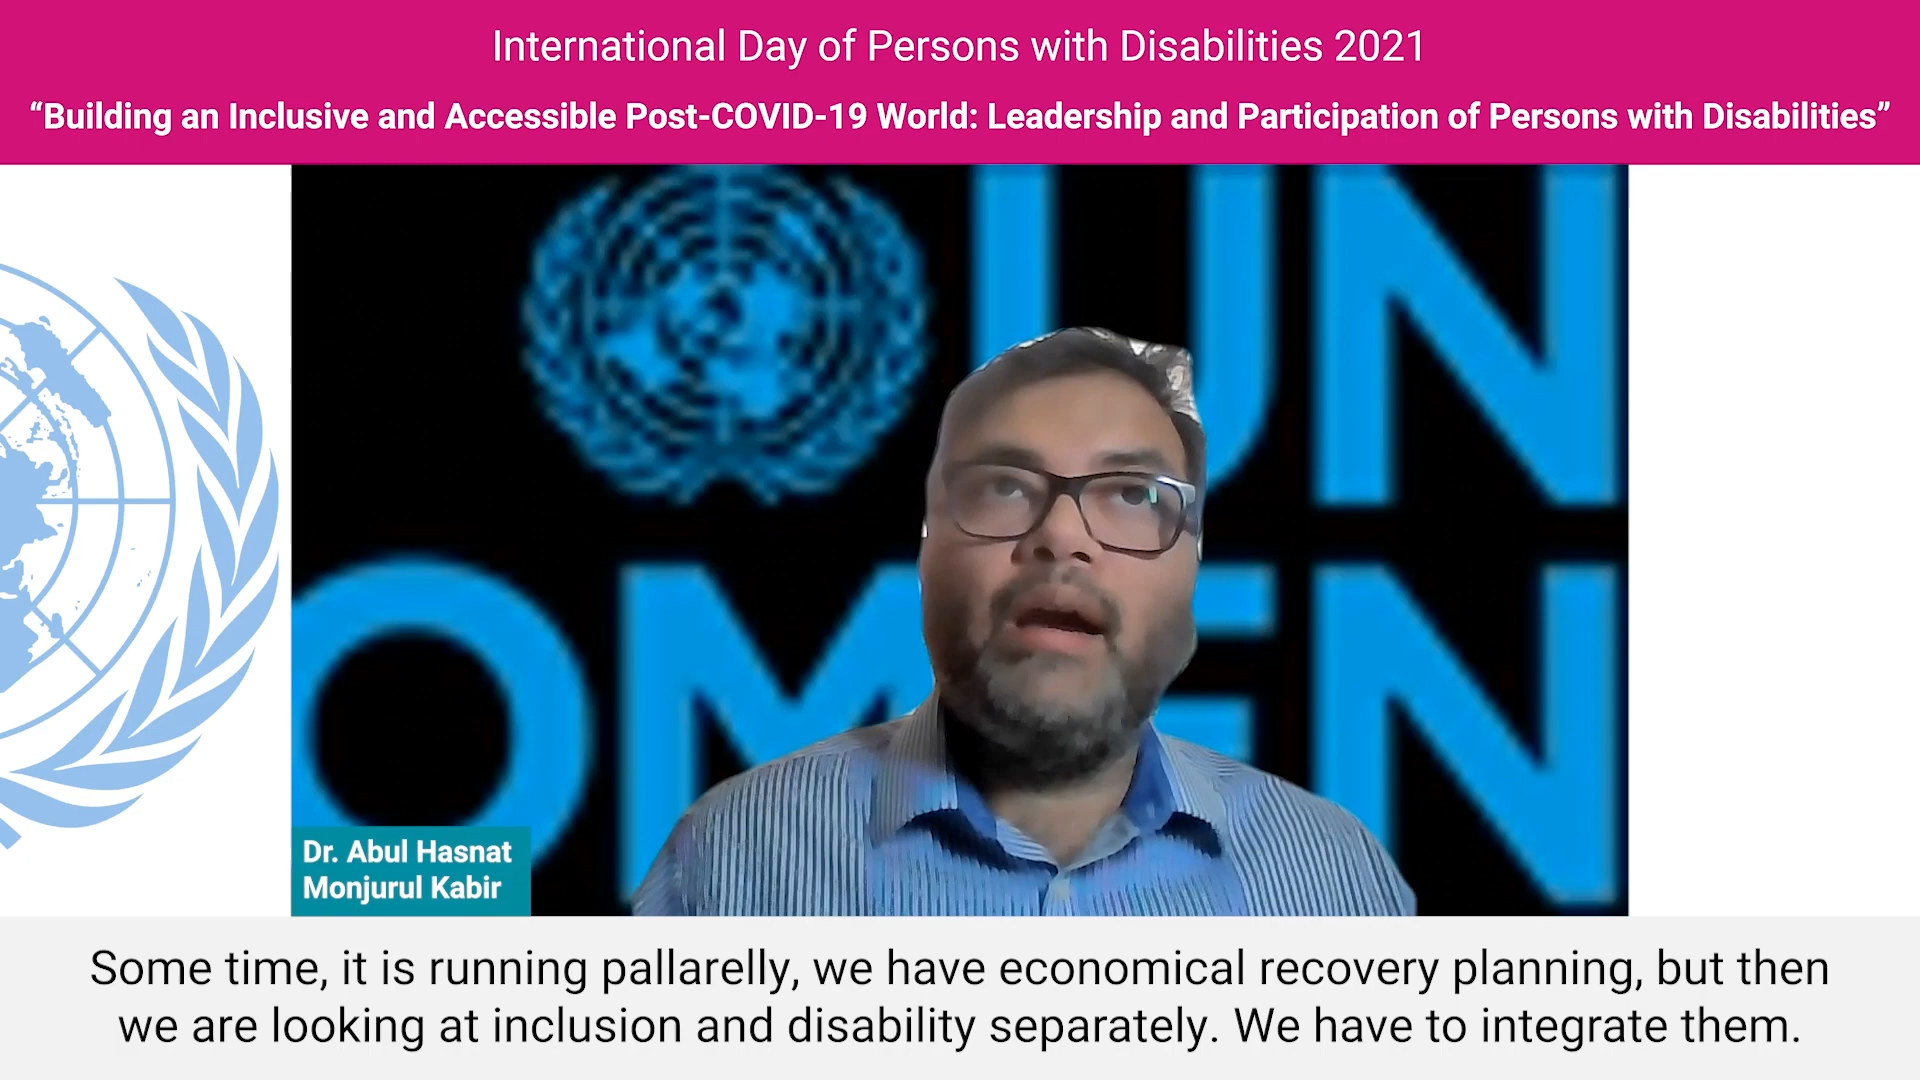 International Day of Persons with Disabilities 2021
“Building an Inclusive and Accessible Post-COVID-19 World: Leadership and Participation of Persons with Disabilities”
UN
OMEN
Dr. Abul Hasnat
Monjurul Kabir
Some time, it is running pallarelly, we have economical recovery planning, but then
we are looking at inclusion and disability separately. We have to integrate them.